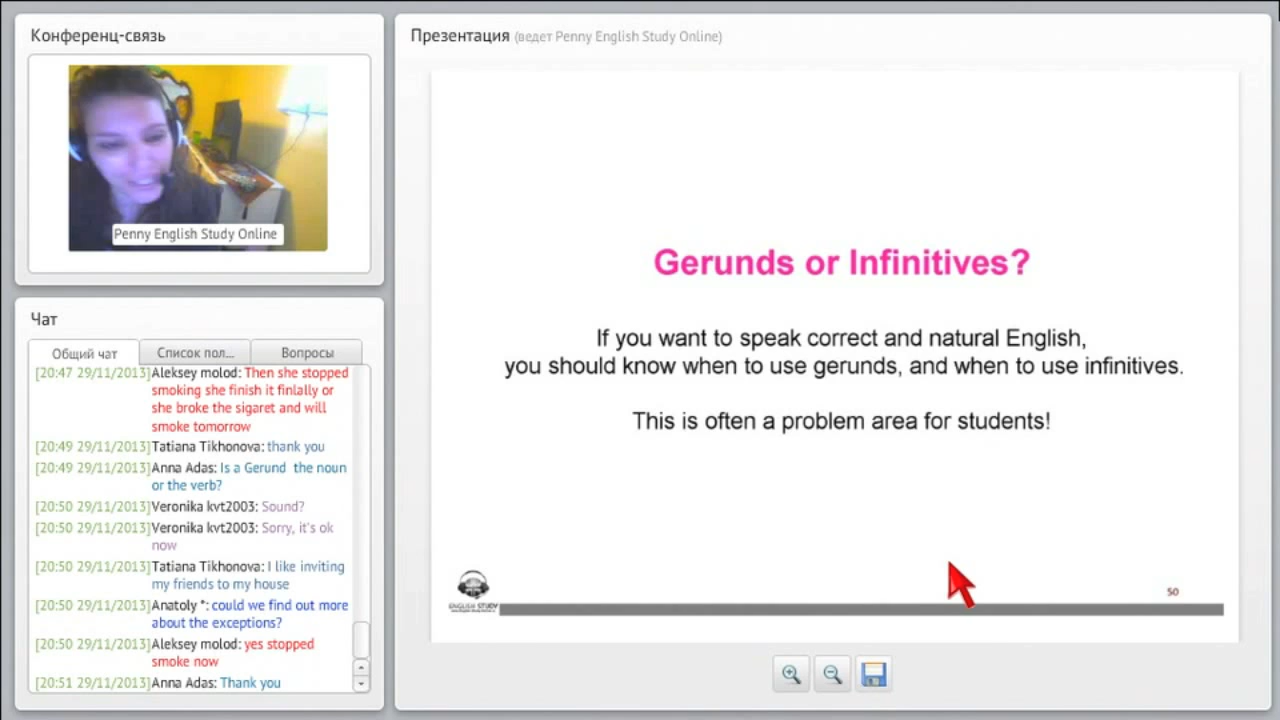 Конференц-связь
Penny English Study Online
Чат
Общий чат
Список пол...
Вопросы
[20:47 29/11/2013]Aleksey molod: Then she stopped
smoking she finish it finlally or
she broke the sigaret and will
smoke tomorrow
[20:49 29/11/2013]Tatiana Tikhonova: thank you
[20:49 29/11/2013]Anna Adas: Is a Gerund the noun
or the verb?
[20:50 29/11/2013]Veronika kvt2003: Sound?
[20:50 29/11/2013]Veronika kvt2003: Sorry, it's ok
now
[20:50 29/11/2013]Tatiana Tikhonova: I like inviting
my friends to my house
[20:50 29/11/2013]Anatoly *: could we find out more
about the exceptions?
[20:50 29/11/2013]Aleksey molod: yes stopped
smoke now
[20:51 29/11/2013]Anna Adas: Thank you
Презентация (ведет Penny English Study Online)
Gerunds or Infinitives?
If you want to speak correct and natural English,
you should know when to use gerunds, and when to use infinitives.
This is often a problem area for students!
ENGLISH STUDY
50